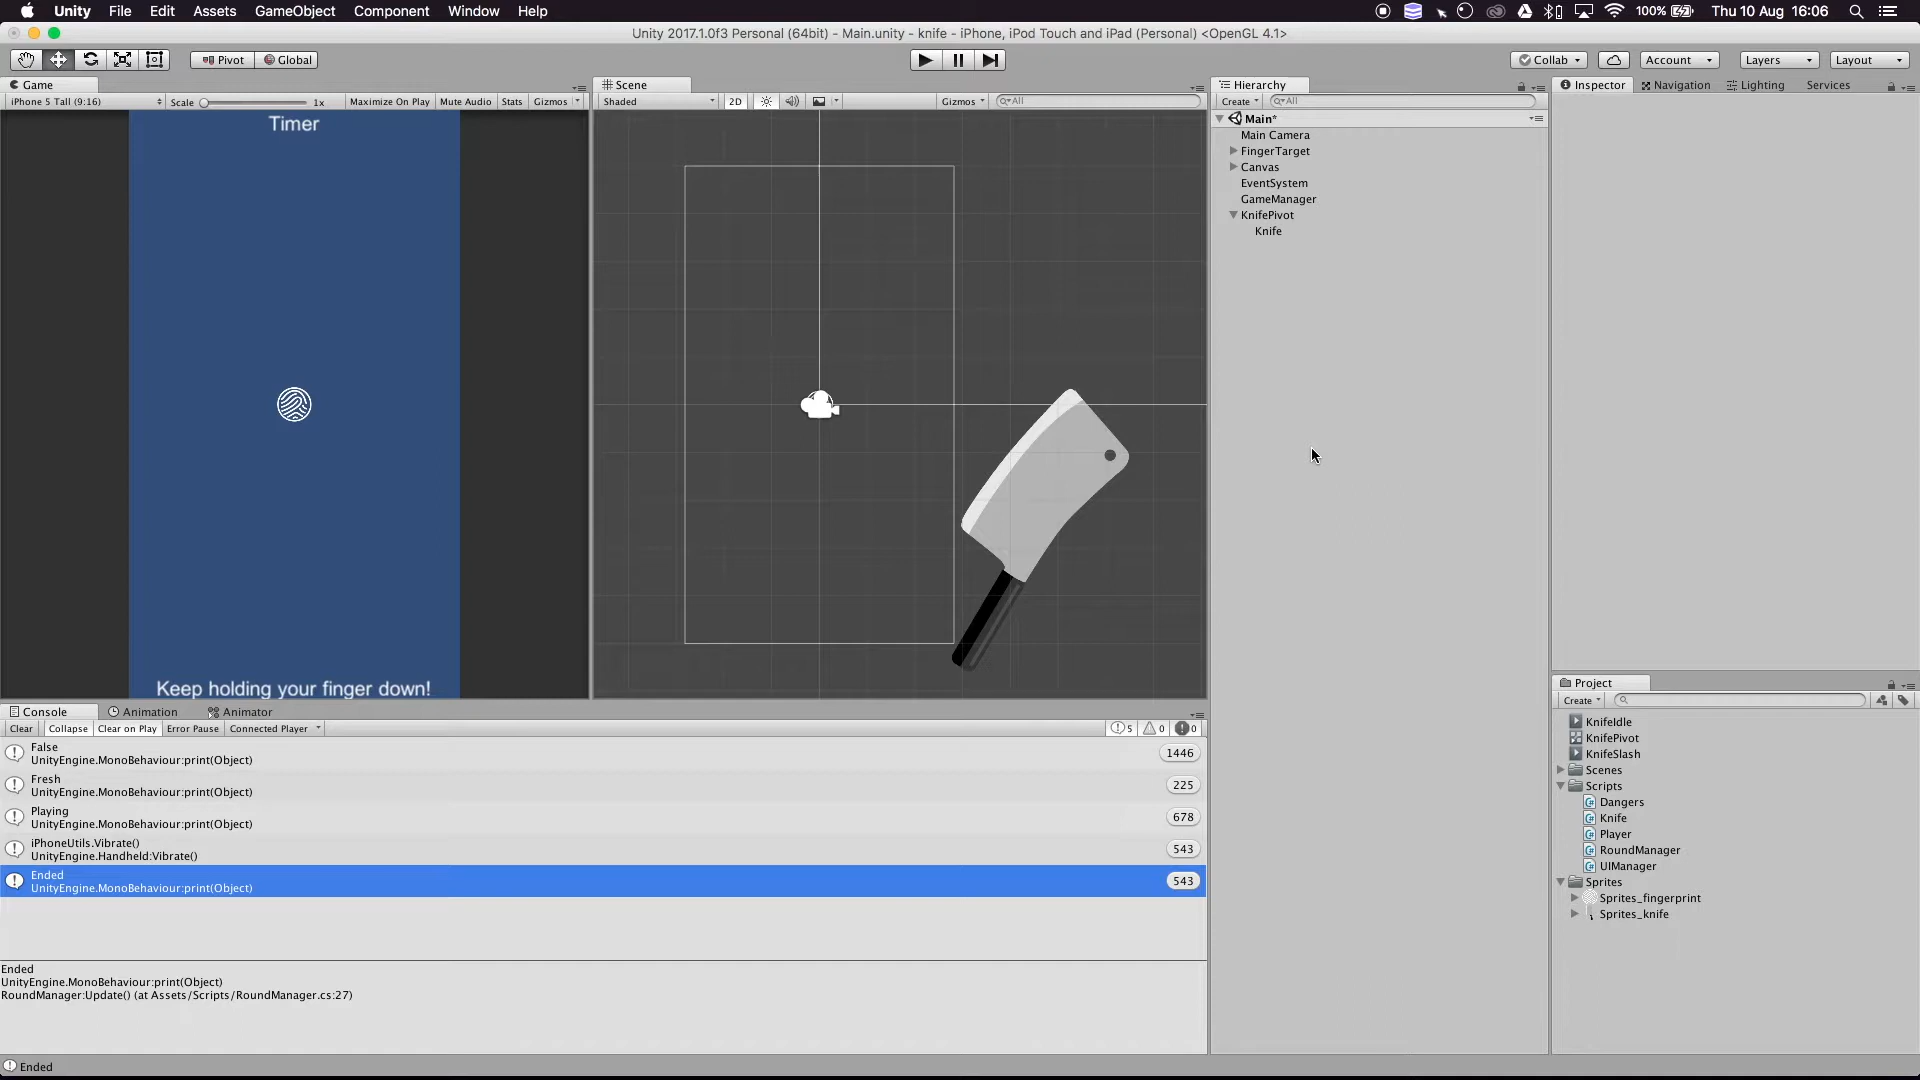 Unity File Edit Assets GameObject Component Window Help 100% Thu 10 Aug 16:06
Unity 2017.1.0f3 Personal (64bit) - Main.unity - knife - iPhone, iPod Touch and iPad (Personal) <OpenGL 4.1>
Pivot Global Collab Account Layers Layout
Game
iPhone 5 Tall (9:16) Scale 1x Maximize On Play Mute Audio Stats Gizmos
Timer
Keep holding your finger down!
Scene
Shaded 2D Gizmos All
Hierarchy
Create All
Main*
Main Camera
FingerTarget
Canvas
EventSystem
GameManager
KnifePivot
Knife
Inspector Navigation Lighting Services
Console Animation Animator
Clear Collapse Clear on Play Error Pause Connected Player 5 0 0
False
UnityEngine.MonoBehaviour:print(Object) 1446
Fresh
UnityEngine.MonoBehaviour:print(Object) 225
Playing
UnityEngine.MonoBehaviour:print(Object) 678
iPhoneUtils.Vibrate()
UnityEngine.Handheld:Vibrate() 543
Ended
UnityEngine.MonoBehaviour:print(Object) 543
Ended
UnityEngine.MonoBehaviour:print(Object)
RoundManager:Update() (at Assets/Scripts/RoundManager.cs:27)
Ended
Project
Create
KnifeIdle
KnifePivot
KnifeSlash
Scenes
Scripts
Dangers
Knife
Player
RoundManager
UIManager
Sprites
Sprites_fingerprint
Sprites_knife